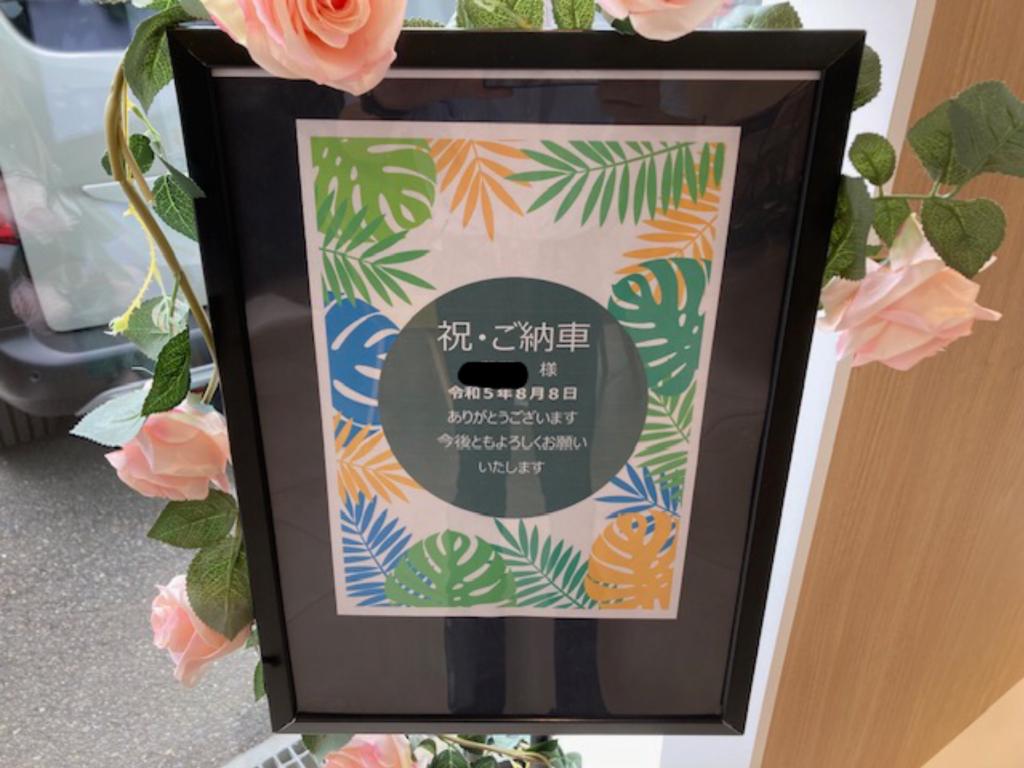 祝・ご納車
様
令和5年8月8日
ありがとうございます
今後ともよろしくお願い
いたします